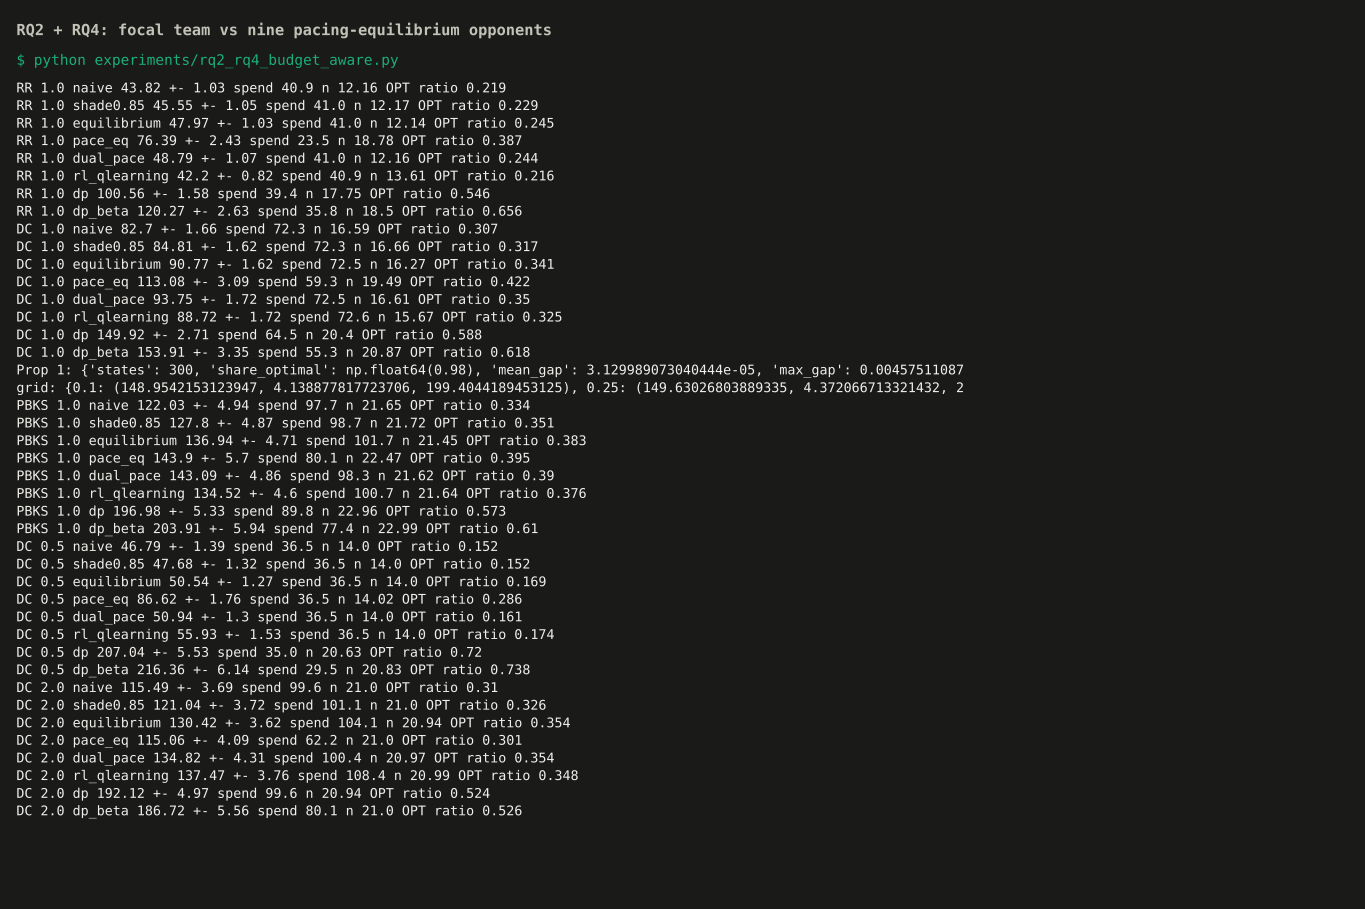 RQ2 + RQ4: focal team vs nine pacing-equilibrium opponents
$ python experiments/rq2_rq4_budget_aware.py
RR 1.0 naive 43.82 +- 1.03 spend 40.9 n 12.16 OPT ratio 0.219
RR 1.0 shade0.85 45.55 +- 1.05 spend 41.0 n 12.17 OPT ratio 0.229
RR 1.0 equilibrium 47.97 +- 1.03 spend 41.0 n 12.14 OPT ratio 0.245
RR 1.0 pace_eq 76.39 +- 2.43 spend 23.5 n 18.78 OPT ratio 0.387
RR 1.0 dual_pace 48.79 +- 1.07 spend 41.0 n 12.16 OPT ratio 0.244
RR 1.0 rl_qlearning 42.2 +- 0.82 spend 40.9 n 13.61 OPT ratio 0.216
RR 1.0 dp 100.56 +- 1.58 spend 39.4 n 17.75 OPT ratio 0.546
RR 1.0 dp_beta 120.27 +- 2.63 spend 35.8 n 18.5 OPT ratio 0.656
DC 1.0 naive 82.7 +- 1.66 spend 72.3 n 16.59 OPT ratio 0.307
DC 1.0 shade0.85 84.81 +- 1.62 spend 72.3 n 16.66 OPT ratio 0.317
DC 1.0 equilibrium 90.77 +- 1.62 spend 72.5 n 16.27 OPT ratio 0.341
DC 1.0 pace_eq 113.08 +- 3.09 spend 59.3 n 19.49 OPT ratio 0.422
DC 1.0 dual_pace 93.75 +- 1.72 spend 72.5 n 16.61 OPT ratio 0.35
DC 1.0 rl_qlearning 88.72 +- 1.72 spend 72.6 n 15.67 OPT ratio 0.325
DC 1.0 dp 149.92 +- 2.71 spend 64.5 n 20.4 OPT ratio 0.588
DC 1.0 dp_beta 153.91 +- 3.35 spend 55.3 n 20.87 OPT ratio 0.618
Prop 1: {'states': 300, 'share_optimal': np.float64(0.98), 'mean_gap': 3.129989073040444e-05, 'max_gap': 0.00457511087
grid: {0.1: (148.9542153123947, 4.138877817723706, 199.4044189453125), 0.25: (149.63026803889335, 4.372066713321432, 2
PBKS 1.0 naive 122.03 +- 4.94 spend 97.7 n 21.65 OPT ratio 0.334
PBKS 1.0 shade0.85 127.8 +- 4.87 spend 98.7 n 21.72 OPT ratio 0.351
PBKS 1.0 equilibrium 136.94 +- 4.71 spend 101.7 n 21.45 OPT ratio 0.383
PBKS 1.0 pace_eq 143.9 +- 5.7 spend 80.1 n 22.47 OPT ratio 0.395
PBKS 1.0 dual_pace 143.09 +- 4.86 spend 98.3 n 21.62 OPT ratio 0.39
PBKS 1.0 rl_qlearning 134.52 +- 4.6 spend 100.7 n 21.64 OPT ratio 0.376
PBKS 1.0 dp 196.98 +- 5.33 spend 89.8 n 22.96 OPT ratio 0.573
PBKS 1.0 dp_beta 203.91 +- 5.94 spend 77.4 n 22.99 OPT ratio 0.61
DC 0.5 naive 46.79 +- 1.39 spend 36.5 n 14.0 OPT ratio 0.152
DC 0.5 shade0.85 47.68 +- 1.32 spend 36.5 n 14.0 OPT ratio 0.152
DC 0.5 equilibrium 50.54 +- 1.27 spend 36.5 n 14.0 OPT ratio 0.169
DC 0.5 pace_eq 86.62 +- 1.76 spend 36.5 n 14.02 OPT ratio 0.286
DC 0.5 dual_pace 50.94 +- 1.3 spend 36.5 n 14.0 OPT ratio 0.161
DC 0.5 rl_qlearning 55.93 +- 1.53 spend 36.5 n 14.0 OPT ratio 0.174
DC 0.5 dp 207.04 +- 5.53 spend 35.0 n 20.63 OPT ratio 0.72
DC 0.5 dp_beta 216.36 +- 6.14 spend 29.5 n 20.83 OPT ratio 0.738
DC 2.0 naive 115.49 +- 3.69 spend 99.6 n 21.0 OPT ratio 0.31
DC 2.0 shade0.85 121.04 +- 3.72 spend 101.1 n 21.0 OPT ratio 0.326
DC 2.0 equilibrium 130.42 +- 3.62 spend 104.1 n 20.94 OPT ratio 0.354
DC 2.0 pace_eq 115.06 +- 4.09 spend 62.2 n 21.0 OPT ratio 0.301
DC 2.0 dual_pace 134.82 +- 4.31 spend 100.4 n 20.97 OPT ratio 0.354
DC 2.0 rl_qlearning 137.47 +- 3.76 spend 108.4 n 20.99 OPT ratio 0.348
DC 2.0 dp 192.12 +- 4.97 spend 99.6 n 20.94 OPT ratio 0.524
DC 2.0 dp_beta 186.72 +- 5.56 spend 80.1 n 21.0 OPT ratio 0.526